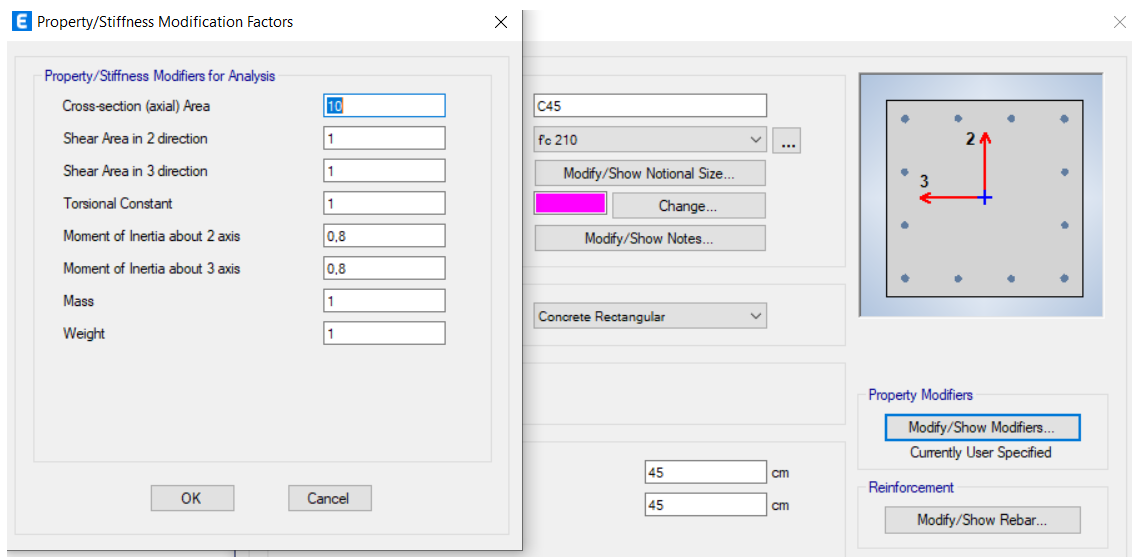 E Property/Stiffness Modification Factors
Property/Stiffness Modifiers for Analysis
Cross-section (axial) Area 10
Shear Area in 2 direction 1
Shear Area in 3 direction 1
Torsional Constant 1
Moment of Inertia about 2 axis 0,8
Moment of Inertia about 3 axis 0,8
Mass 1
Weight 1
OK Cancel
C45
f'c 210 ...
Modify/Show Notional Size...
Change...
Modify/Show Notes...
Concrete Rectangular
45 cm
45 cm
2
3
Property Modifiers
Modify/Show Modifiers...
Currently User Specified
Reinforcement
Modify/Show Rebar...